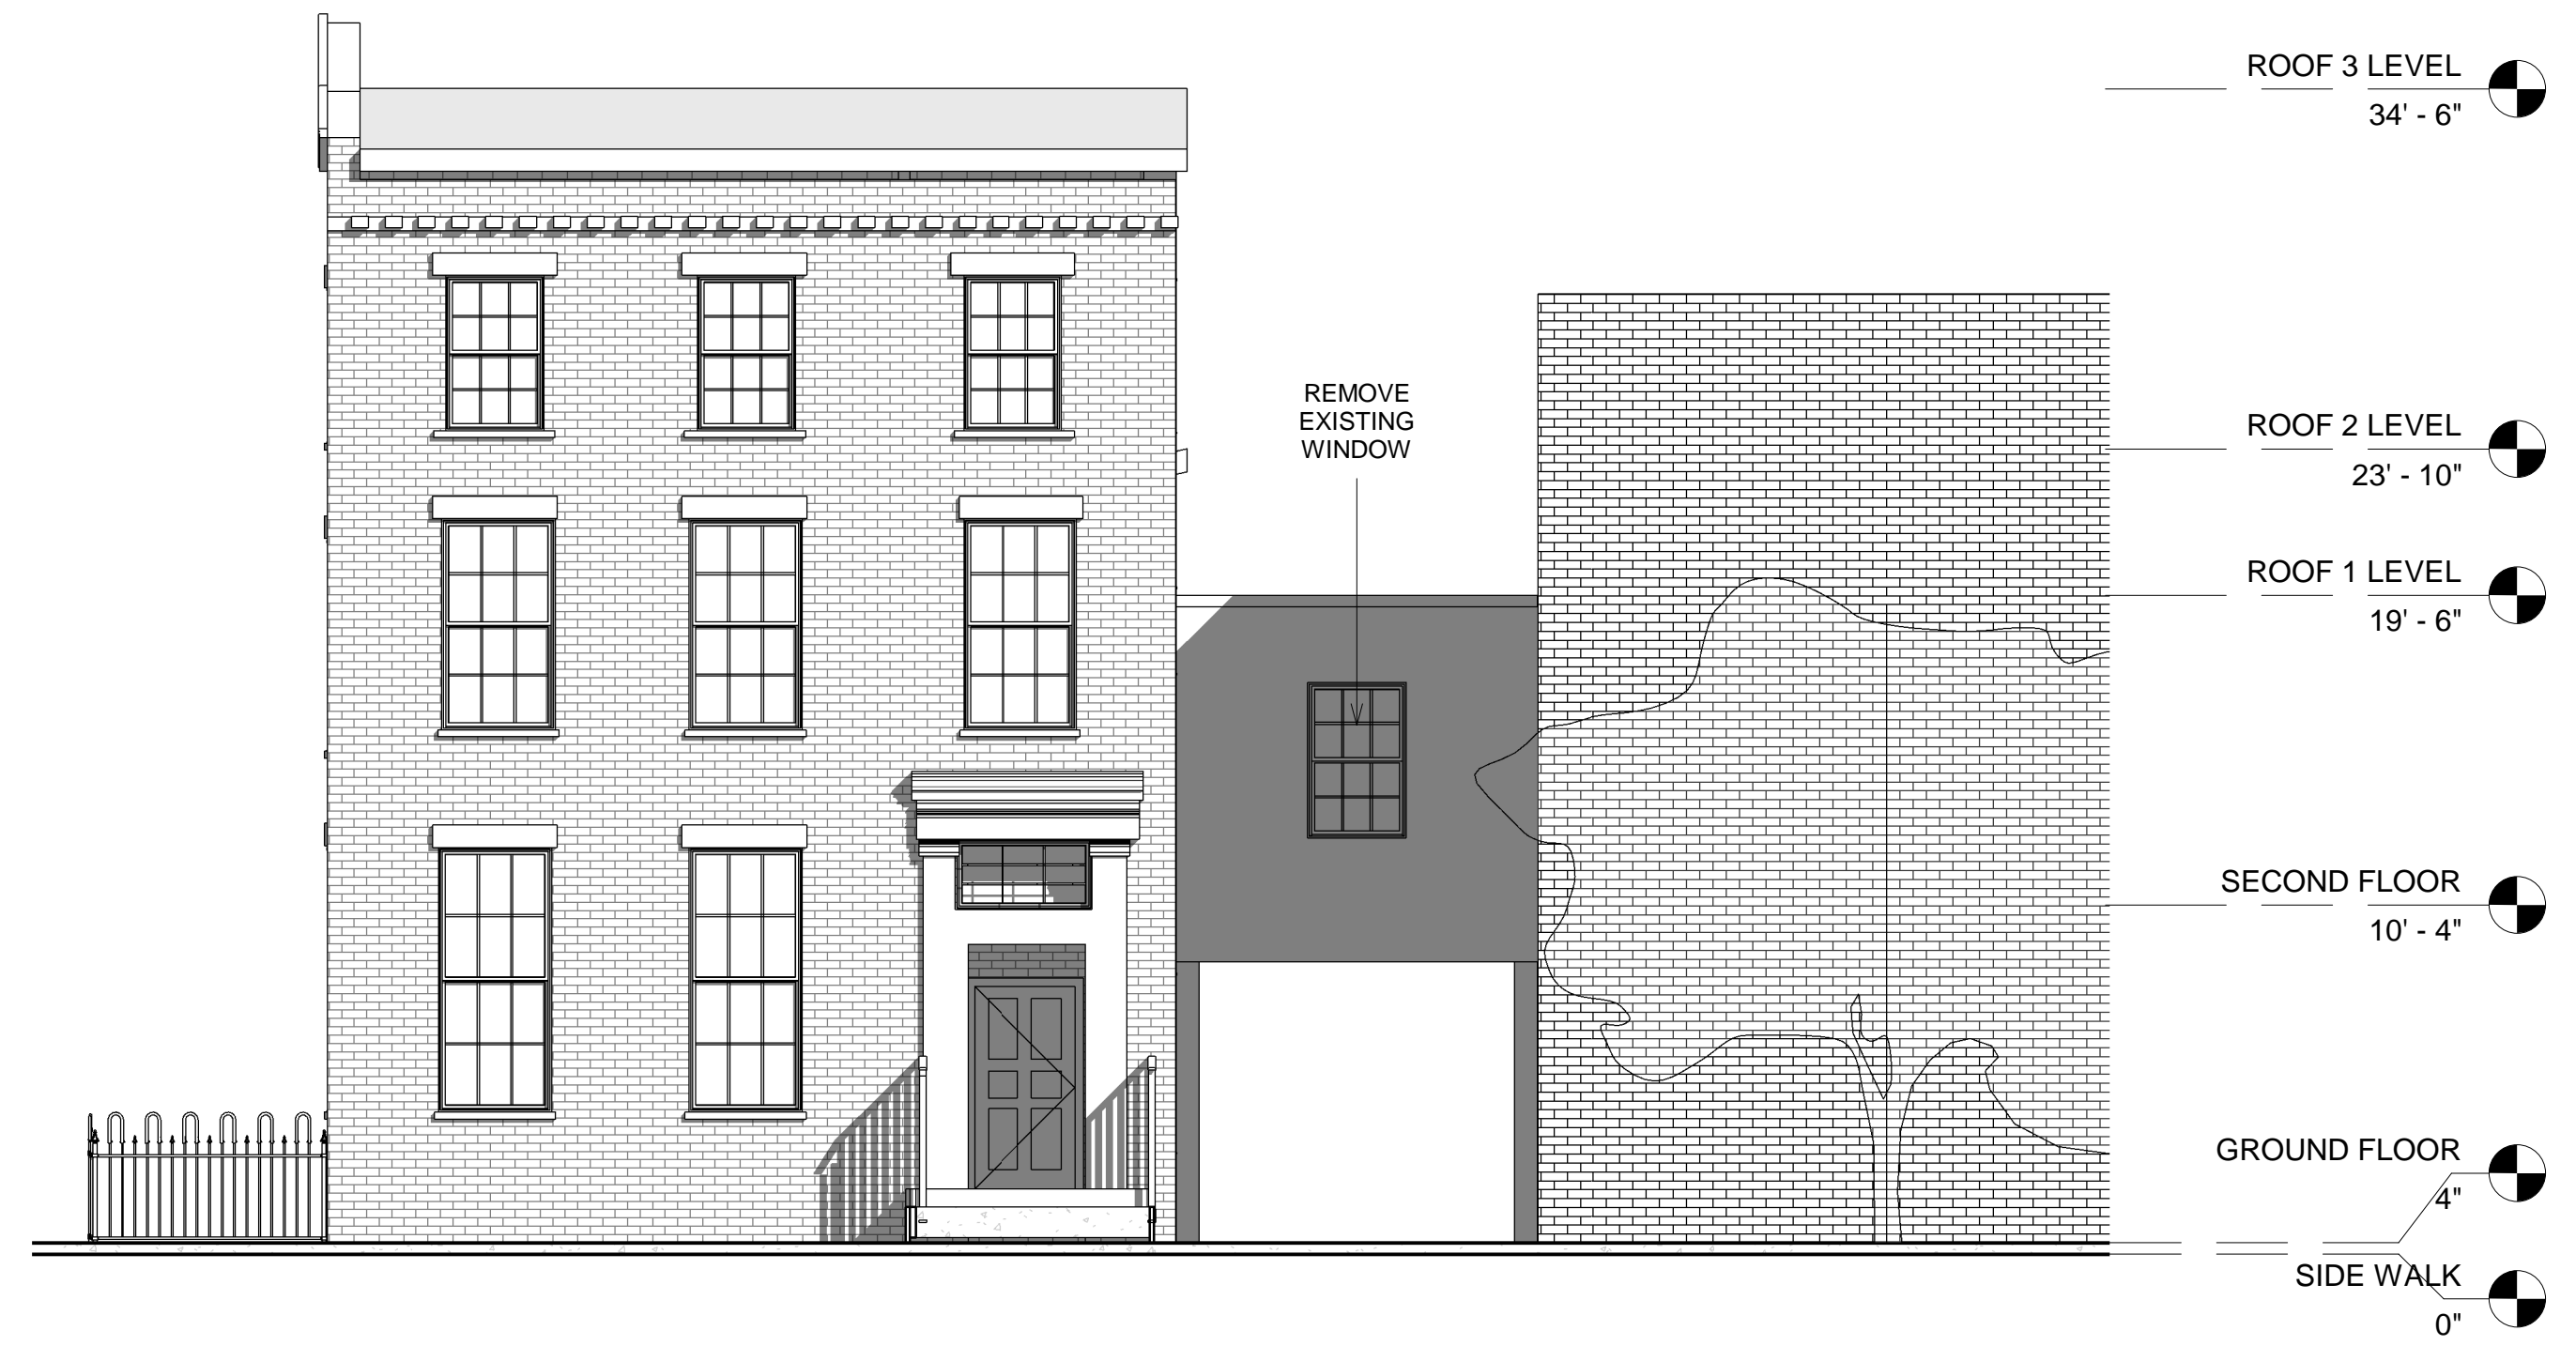 ROOF 3 LEVEL
34' - 6"
REMOVE
EXISTING
WINDOW
ROOF 2 LEVEL
23' - 10"
ROOF 1 LEVEL
19' - 6"
SECOND FLOOR
10' - 4"
GROUND FLOOR
4"
SIDE WALK
0"